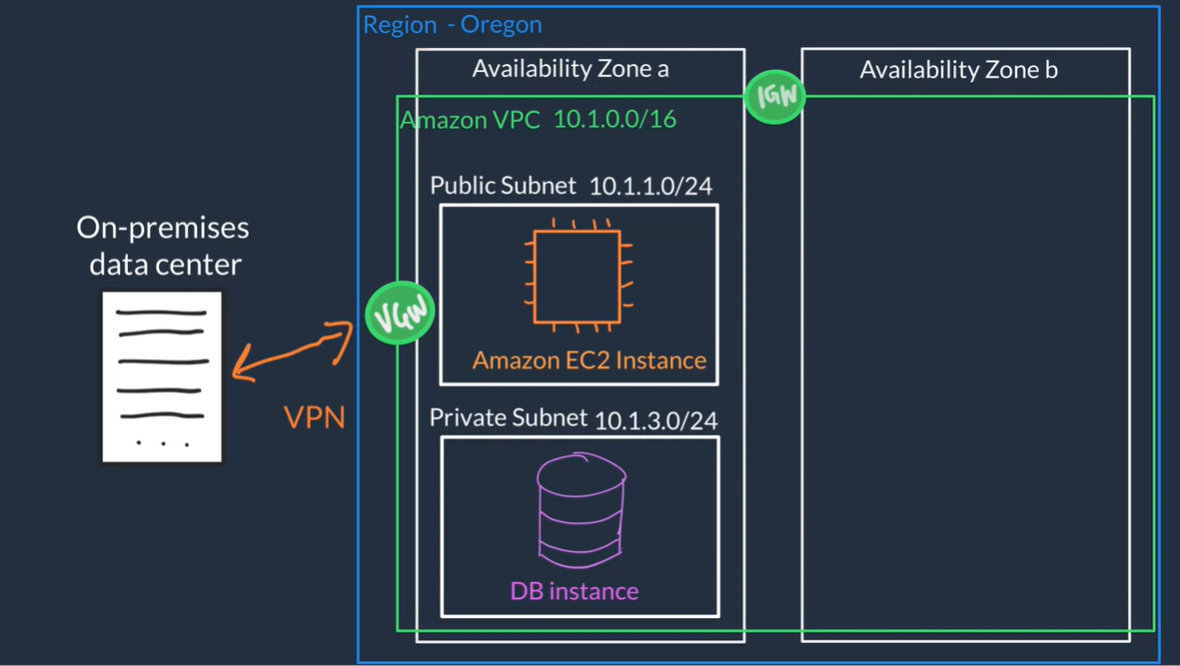 Region - Oregon
Availability Zone a
Availability Zone b
IGW
Amazon VPC 10.1.0.0/16
Public Subnet 10.1.1.0/24
On-premises
data center
VGW
Amazon EC2 Instance
VPN
Private Subnet 10.1.3.0/24
DB instance